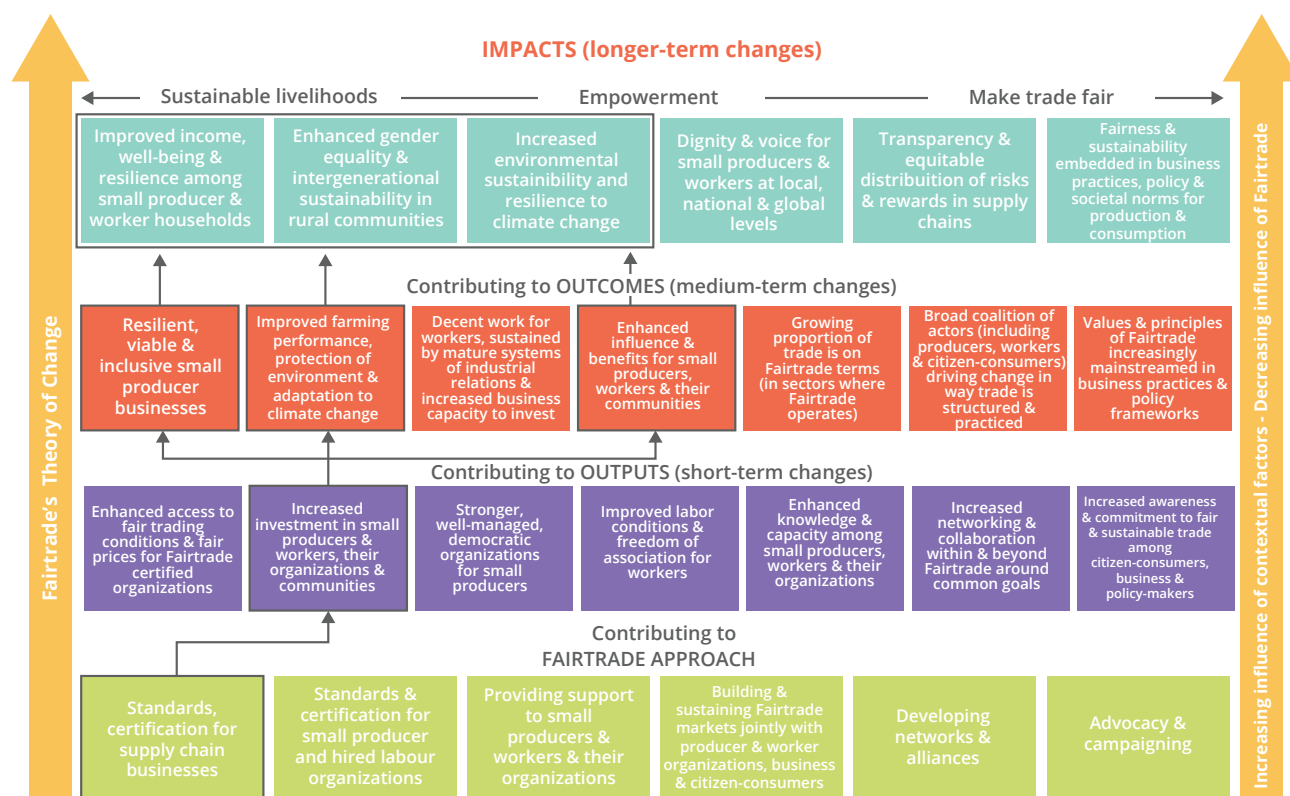 IMPACTS (longer-term changes)
Sustainable livelihoods
Empowerment
Make trade fair
Improved income,
well-being &
resilience among
small producer
& worker households
Enhanced gender
equality &
intergenerational
sustainability in
rural communities
Increased
environmental
sustainibility and
resilience to
climate change
Dignity & voice for
small producers &
workers at local,
national & global
levels
Transparency &
equitable
distribuition of risks
& rewards in supply
chains
Fairness &
sustainability
embedded in business
practices, policy &
societal norms for
production &
consumption
Contributing to OUTCOMES (medium-term changes)
Resilient,
viable &
inclusive small
producer
businesses
Improved farming
performance,
protection of
environment &
adaptation to
climate change
Decent work for
workers, sustained
by mature systems
of industrial
relations &
increased business
capacity to invest
Enhanced
influence &
benefits for small
producers,
workers & their
communities
Growing
proportion of
trade is on
Fairtrade terms
(in sectors where
Fairtrade
operates)
Broad coalition of
actors (including
producers, workers
& citizen-consumers)
driving change in
way trade is
structured &
practiced
Values & principles
of Fairtrade
increasingly
mainstreamed in
business practices &
policy
frameworks
Contributing to OUTPUTS (short-term changes)
Enhanced access to
fair trading
conditions & fair
prices for Fairtrade
certified
organizations
Increased
investment in small
producers &
workers, their
organizations &
communities
Stronger,
well-managed,
democratic
organizations
for small
producers
Improved labor
conditions &
freedom of
association for
workers
Enhanced
knowledge &
capacity among
small producers,
workers & their
organizations
Increased
networking &
collaboration
within & beyond
Fairtrade around
common goals
Increased awareness
& commitment to fair
& sustainable trade
among
citizen-consumers,
business &
policy-makers
Contributing to
FAIRTRADE APPROACH
Standards,
certification for
supply chain
businesses
Standards &
certification for
small producer
and hired labour
organizations
Providing support
to small
producers &
workers & their
organizations
Building &
sustaining Fairtrade
markets jointly with
producer & worker
organizations, business
& citizen-consumers
Developing
networks &
alliances
Advocacy &
campaigning
Fairtrade's Theory of Change
Increasing influence of contextual factors - Decreasing influence of Fairtrade